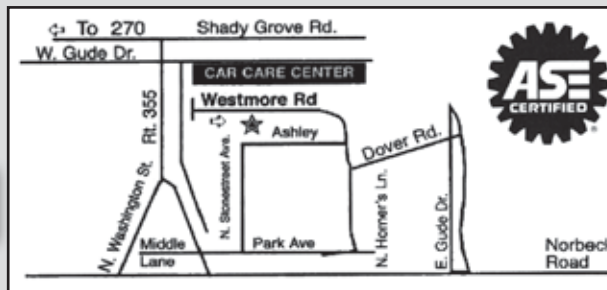 To 270
Shady Grove Rd.
W. Gude Dr.
CAR CARE CENTER
Westmore Rd
Rt. 355
Ashley
Dover Rd.
N. Stonestreet Ave.
N. Washington St.
Middle
Lane
Park Ave
N. Horner's Ln.
E. Gude Dr.
Norbeck
Road
ASE
CERTIFIED